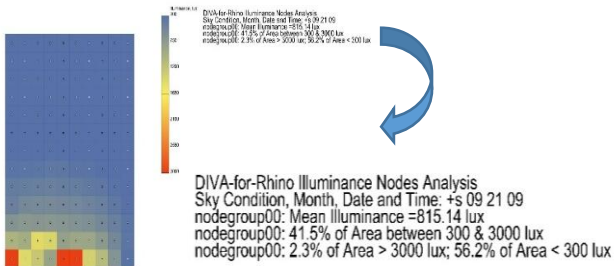 DIVA-for-Rhino Illuminance Nodes Analysis
Sky Condition, Month, Date and Time: +s 09 21 09
nodegroup00: Mean Illuminance =815.14 lux
nodegroup00: 41.5% of Area between 300 & 3000 lux
nodegroup00: 2.3% of Area > 3000 lux; 56.2% of Area < 300 lux
DIVA-for-Rhino Illuminance Nodes Analysis
Sky Condition, Month, Date and Time: +s 09 21 09
nodegroup00: Mean Illuminance =815.14 lux
nodegroup00: 41.5% of Area between 300 & 3000 lux
nodegroup00: 2.3% of Area > 3000 lux; 56.2% of Area < 300 lux